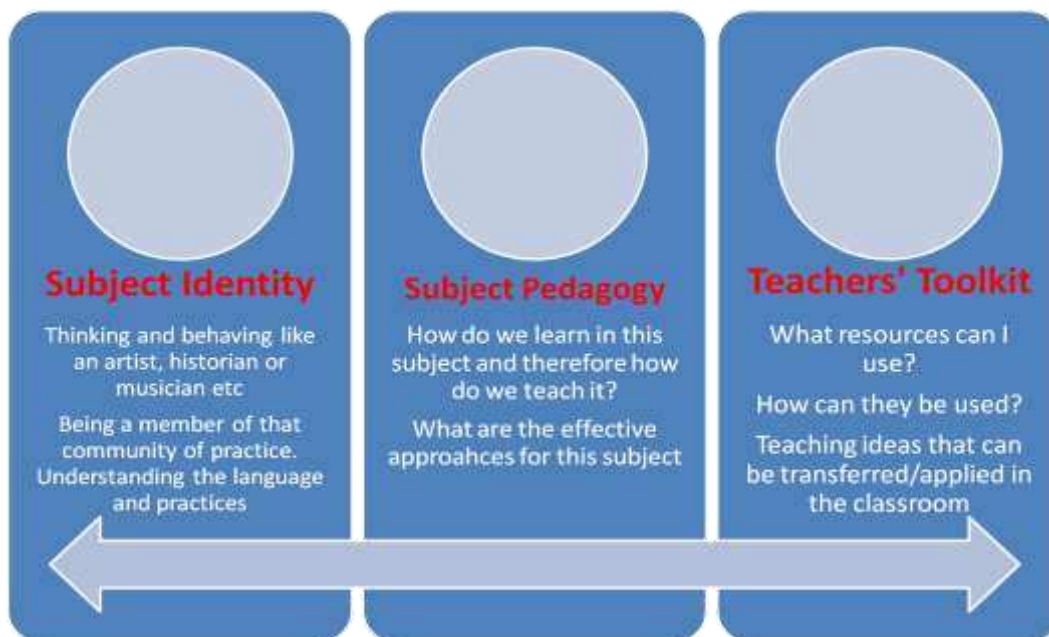 Subject Identity
Thinking and behaving like
an artist, historian or
musician etc
Being a member of that
community of practice.
Understanding the language
and practices
Subject Pedagogy
How do we learn in this
subject and therefore how
do we teach it?
What are the effective
approahces for this subject
Teachers' Toolkit
What resources can I
use?
How can they be used?
Teaching ideas that can
be transferred/applied in
the classroom